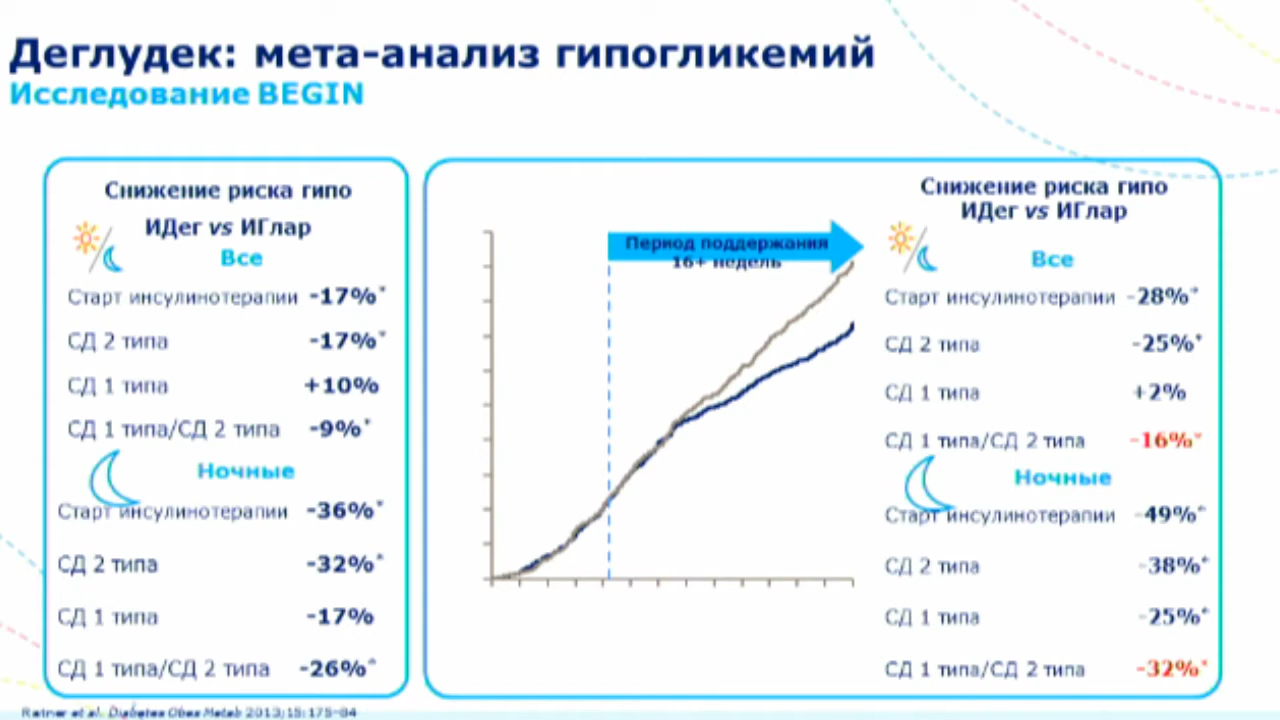 Деглудек: мета-анализ гипогликемий
Исследование BEGIN
Снижение риска гипо
ИДег vs ИГлар
Все
Старт инсулинотерапии -17%*
СД 2 типа -17%*
СД 1 типа +10%
СД 1 типа/СД 2 типа -9%*
Ночные
Старт инсулинотерапии -36%*
СД 2 типа -32%*
СД 1 типа -17%
СД 1 типа/СД 2 типа -26%*
Период поддержания
16+ недель
Снижение риска гипо
ИДег vs ИГлар
Все
Старт инсулинотерапии -28%*
СД 2 типа -25%*
СД 1 типа +2%
СД 1 типа/СД 2 типа -16%*
Ночные
Старт инсулинотерапии -49%*
СД 2 типа -38%*
СД 1 типа -25%*
СД 1 типа/СД 2 типа -32%*
Ratner et al. Diabetes Obes Metab 2013;15:175–84